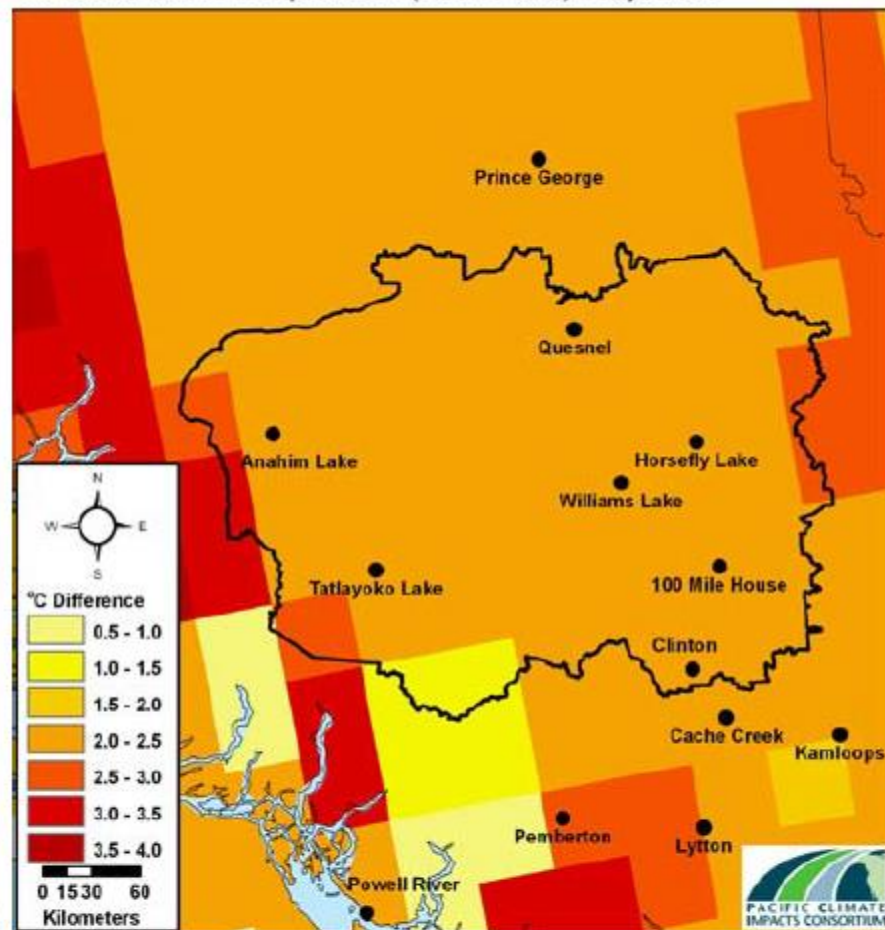 Prince George
Quesnel
Anahim Lake
Horsefly Lake
Williams Lake
Tatlayoko Lake
100 Mile House
Clinton
Cache Creek
Kamloops
Pemberton
Lytton
Powell River
N
W E
S
°C Difference
0.5 - 1.0
1.0 - 1.5
1.5 - 2.0
2.0 - 2.5
2.5 - 3.0
3.0 - 3.5
3.5 - 4.0
0 15 30 60
Kilometers
PACIFIC CLIMATE
IMPACTS CONSORTIUM